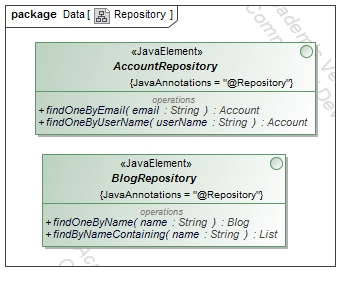 package Data[ Repository ]
«JavaElement»
AccountRepository
{JavaAnnotations = "@Repository"}
operations
+findOneByEmail( email : String ) : Account
+findOneByUserName( userName : String ) : Account
«JavaElement»
BlogRepository
{JavaAnnotations = "@Repository"}
operations
+findOneByName( name : String ) : Blog
+findByNameContaining( name : String ) : List